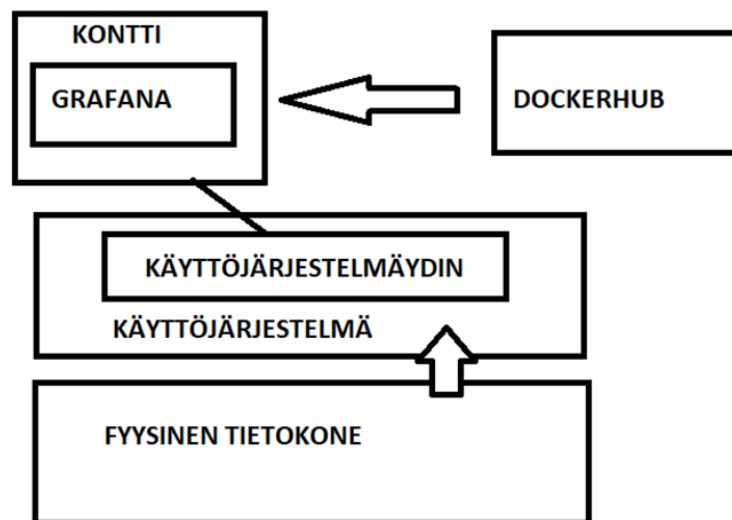 KONTTI
GRAFANA
DOCKERHUB
KÄYTTÖJÄRJESTELMÄYDIN
KÄYTTÖJÄRJESTELMÄ
FYYSINEN TIETOKONE